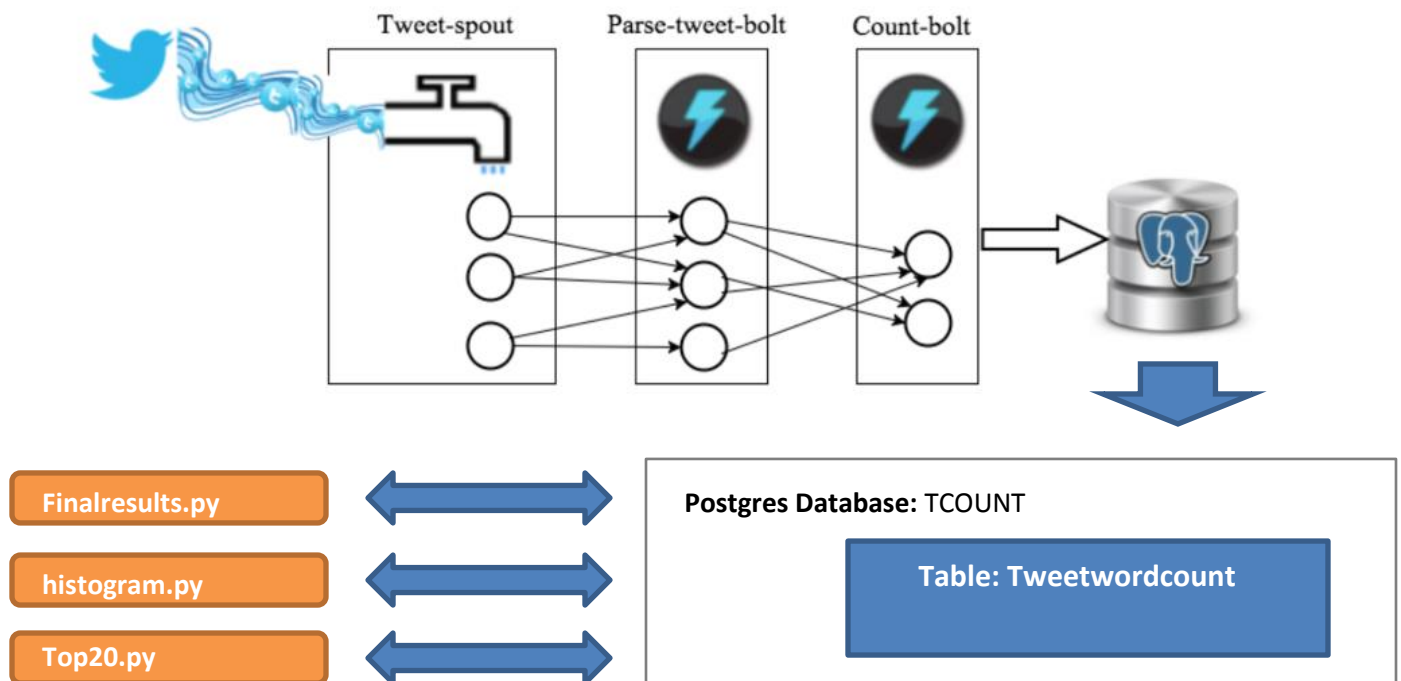 Tweet-spout
Parse-tweet-bolt
Count-bolt
Finalresults.py
histogram.py
Top20.py
Postgres Database: TCOUNT
Table: Tweetwordcount